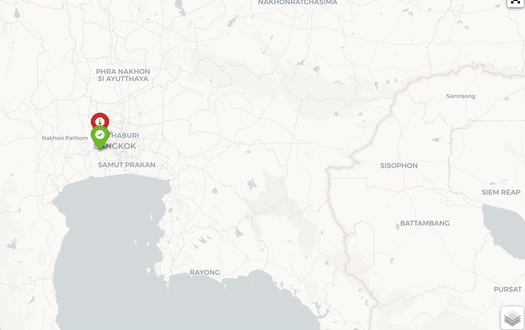 NAKHONRATCHASIMA
PHRA NAKHON
SI AYUTTHAYA
Samraong
Nakhon Pathom
THABURI
BANGKOK
SAMUT PRAKAN
SISOPHON
SIEM REAP
BATTAMBANG
RAYONG
PURSAT